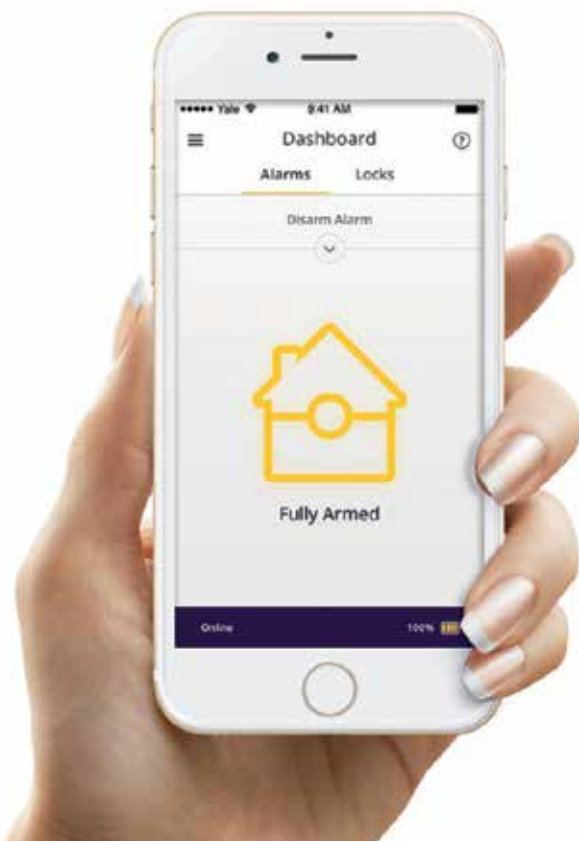 Yale 9:41 AM
Dashboard
Alarms Locks
Disarm Alarm
Fully Armed
Online 100%